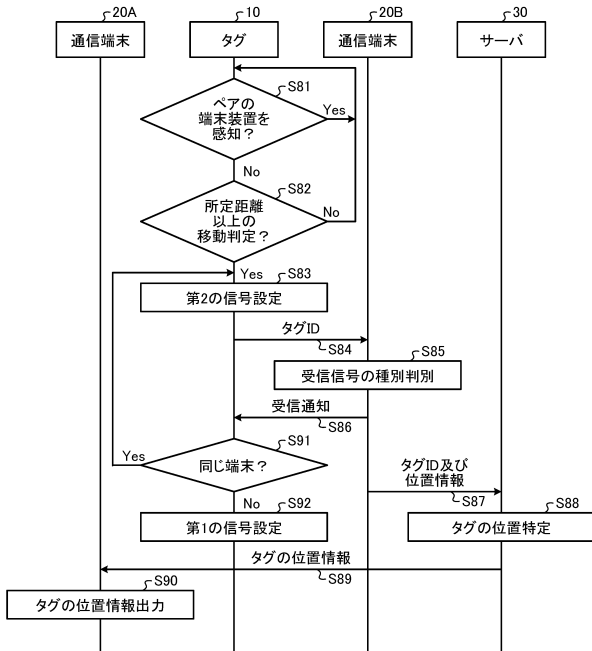 20A
10
20B
30
通信端末
タグ
通信端末
サーバ
S81
ペアの
端末装置を
感知？
Yes
No
S82
所定距離
以上の
移動判定？
No
Yes
S83
第2の信号設定
タグID
S84
S85
受信信号の種別判別
受信通知
S86
S91
Yes
同じ端末？
タグID及び
位置情報
S87
No
S92
第1の信号設定
S88
タグの位置特定
タグの位置情報
S89
S90
タグの位置情報出力